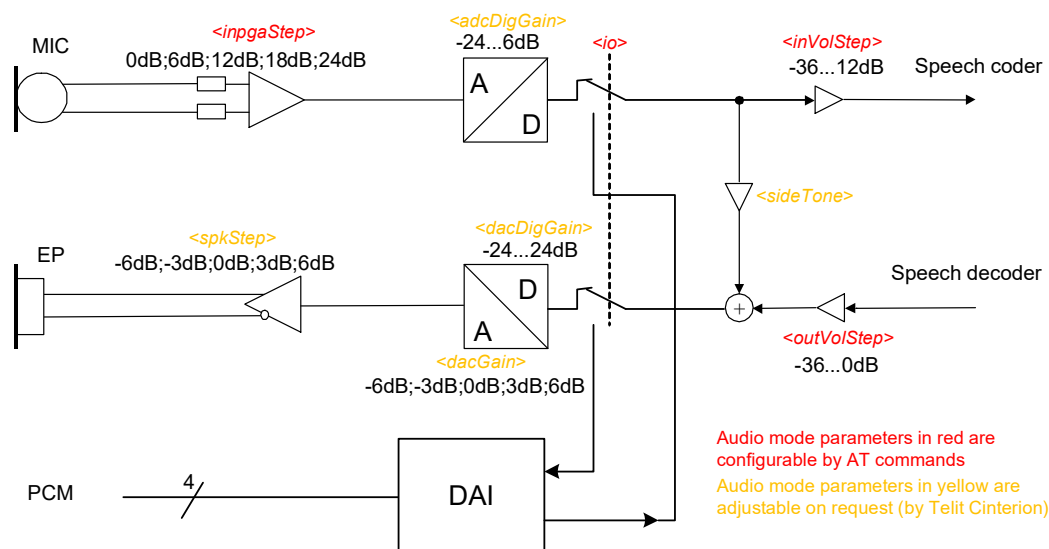 <inpgaStep>
<adcDigGain>
<io>
<inVolStep>
MIC
0dB;6dB;12dB;18dB;24dB
-24...6dB
-36...12dB
Speech coder
A
D
<sideTone>
<spkStep>
<dacDigGain>
EP
-6dB;-3dB;0dB;3dB;6dB
-24...24dB
Speech decoder
D
A
+
<outVolStep>
<dacGain>
-36...0dB
-6dB;-3dB;0dB;3dB;6dB
Audio mode parameters in red are
configurable by AT commands
Audio mode parameters in yellow are
adjustable on request (by Telit Cinterion)
PCM
4
DAI